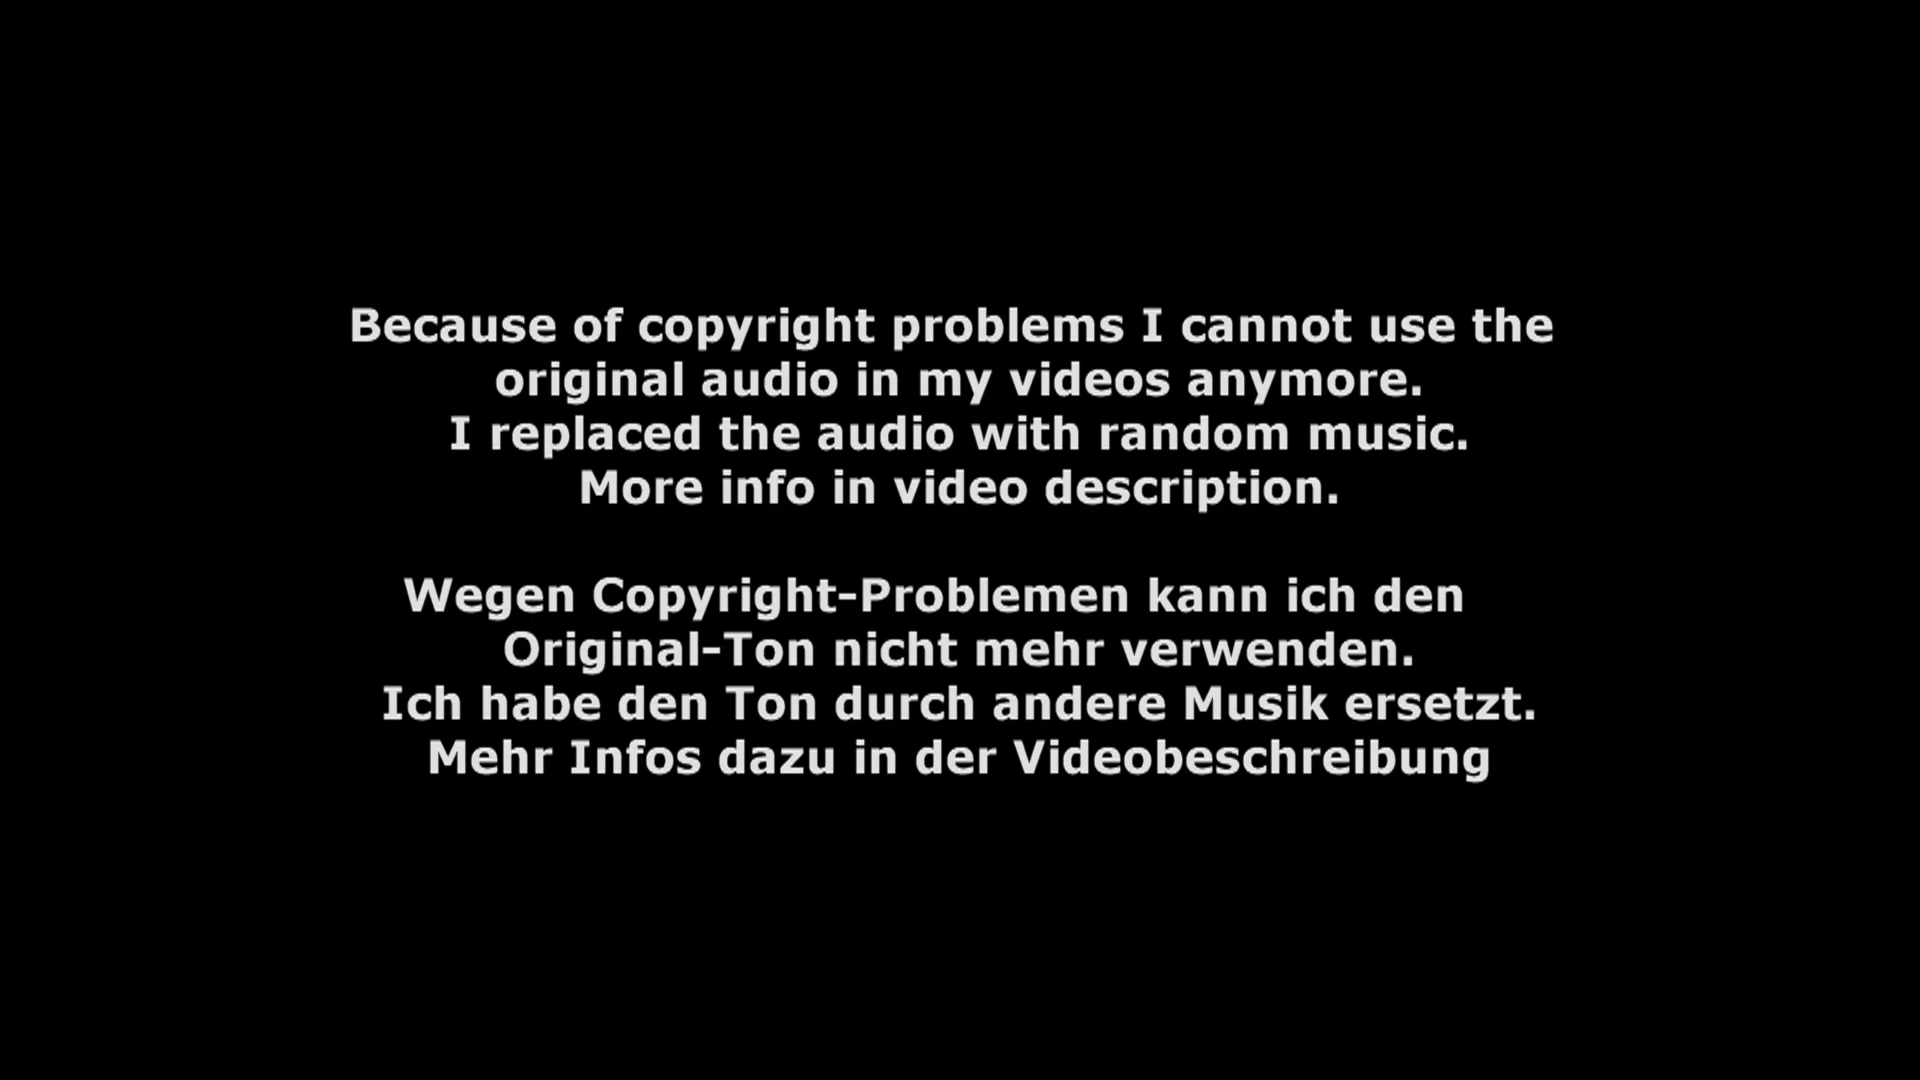 Because of copyright problems I cannot use the
original audio in my videos anymore.
I replaced the audio with random music.
More info in video description.
Wegen Copyright-Problemen kann ich den
Original-Ton nicht mehr verwenden.
Ich habe den Ton durch andere Musik ersetzt.
Mehr Infos dazu in der Videobeschreibung